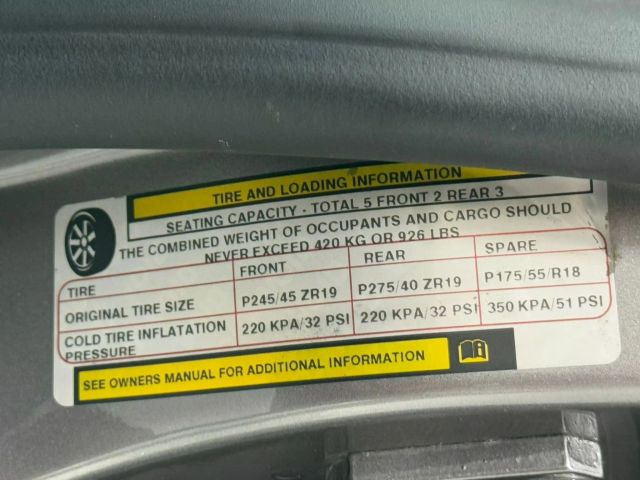 TIRE AND LOADING INFORMATION
SEATING CAPACITY - TOTAL 5 FRONT 2 REAR 3
THE COMBINED WEIGHT OF OCCUPANTS AND CARGO SHOULD
NEVER EXCEED 420 KG OR 926 LBS
TIRE FRONT REAR SPARE
ORIGINAL TIRE SIZE P245/45 ZR19 P275/40 ZR19 P175/55/R18
COLD TIRE INFLATATION
PRESSURE 220 KPA/32 PSI 220 KPA/32 PSI 350 KPA/51 PSI
SEE OWNERS MANUAL FOR ADDITIONAL INFORMATION